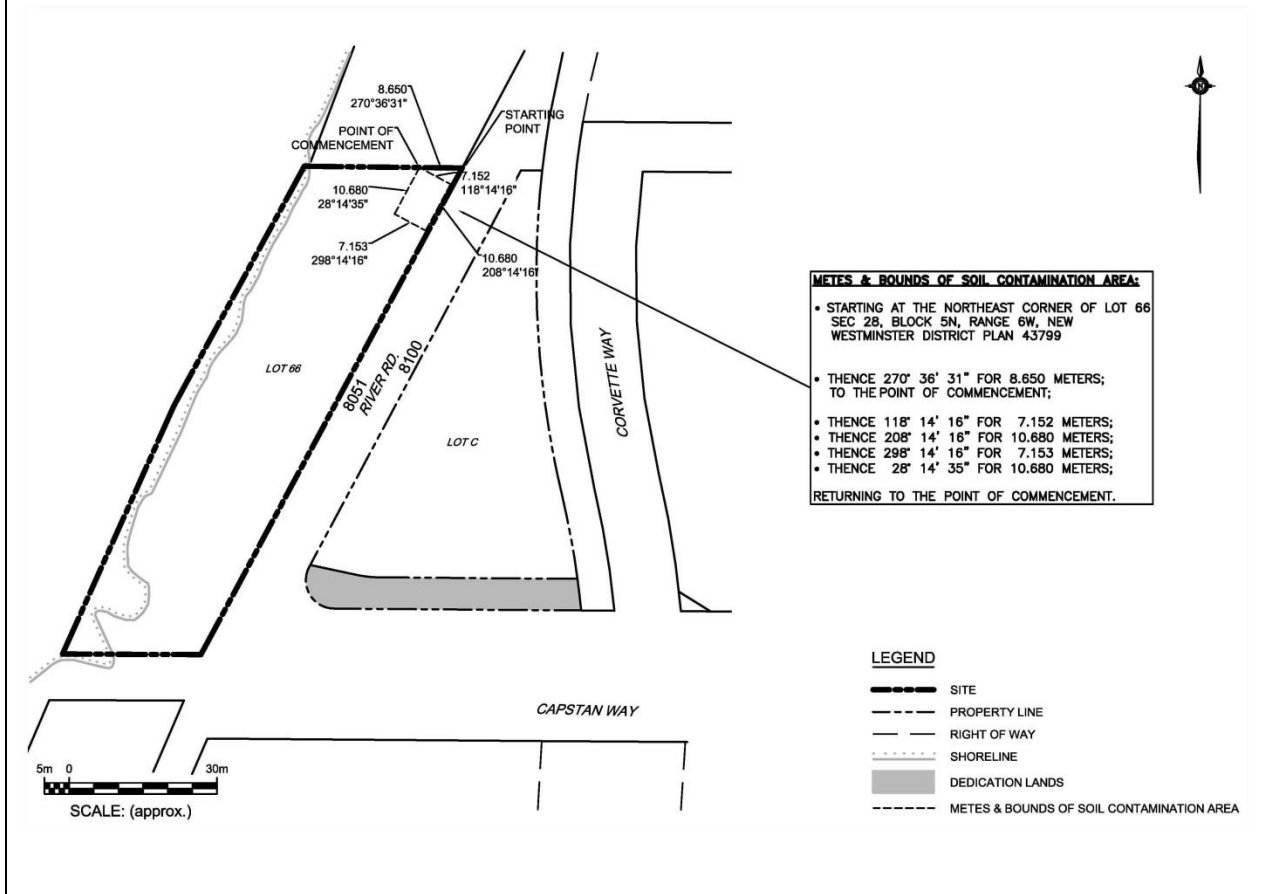 8.650
270°36'31"
STARTING
POINT
POINT OF
COMMENCEMENT
7.152
118°14'16"
10.680
28°14'35"
7.153
298°14'16"
10.680
208°14'16"
N
METES & BOUNDS OF SOIL CONTAMINATION AREA:
• STARTING AT THE NORTHEAST CORNER OF LOT 66
SEC 28, BLOCK 5N, RANGE 6W, NEW
WESTMINSTER DISTRICT PLAN 43799
• THENCE 270° 36' 31" FOR 8.650 METERS;
TO THE POINT OF COMMENCEMENT;
• THENCE 118° 14' 16" FOR 7.152 METERS;
• THENCE 208° 14' 16" FOR 10.680 METERS;
• THENCE 298° 14' 16" FOR 7.153 METERS;
• THENCE 28° 14' 35" FOR 10.680 METERS;
RETURNING TO THE POINT OF COMMENCEMENT.
LOT 66
8051
RIVER RD.
8100
LOT C
CORVETTE WAY
CAPSTAN WAY
5m 0 30m
SCALE: (approx.)
LEGEND
SITE
PROPERTY LINE
RIGHT OF WAY
SHORELINE
DEDICATION LANDS
METES & BOUNDS OF SOIL CONTAMINATION AREA